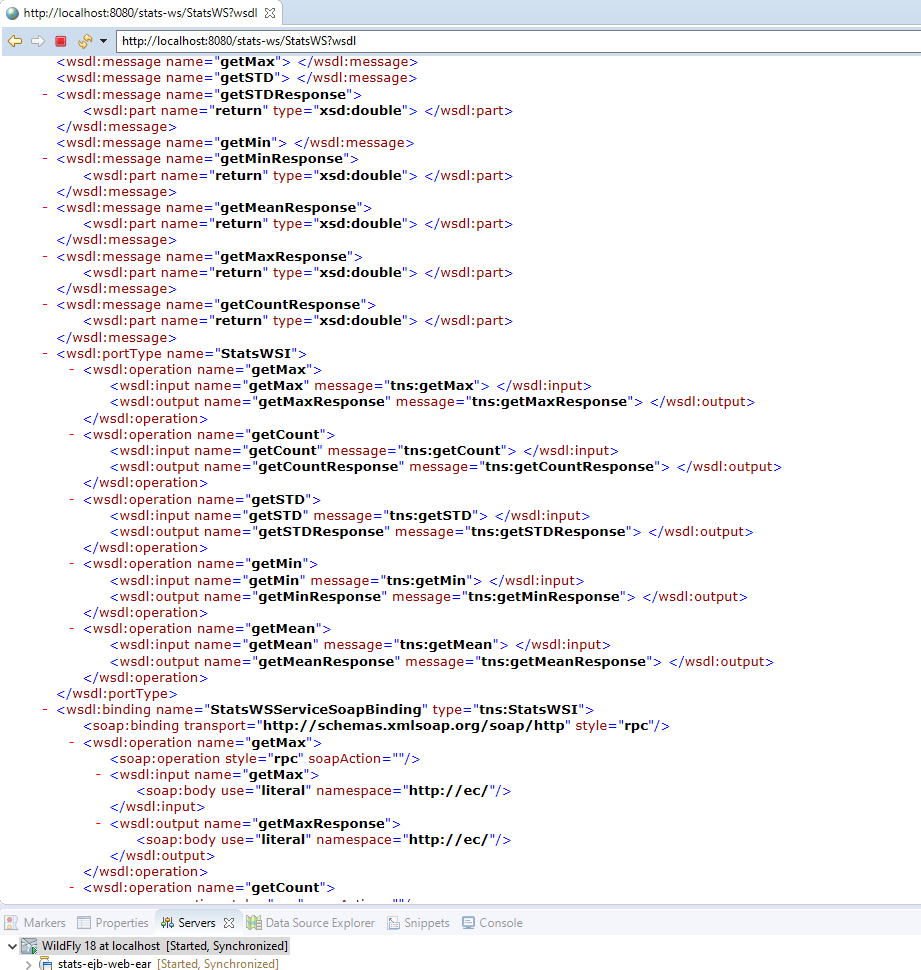 http://localhost:8080/stats-ws/StatsWS?wsdl
http://localhost:8080/stats-ws/StatsWS?wsdl
<wsdl:message name="getMax"> </wsdl:message>
<wsdl:message name="getSTD"> </wsdl:message>
- <wsdl:message name="getSTDResponse">
<wsdl:part name="return" type="xsd:double"> </wsdl:part>
</wsdl:message>
<wsdl:message name="getMin"> </wsdl:message>
- <wsdl:message name="getMinResponse">
<wsdl:part name="return" type="xsd:double"> </wsdl:part>
</wsdl:message>
- <wsdl:message name="getMeanResponse">
<wsdl:part name="return" type="xsd:double"> </wsdl:part>
</wsdl:message>
- <wsdl:message name="getMaxResponse">
<wsdl:part name="return" type="xsd:double"> </wsdl:part>
</wsdl:message>
- <wsdl:message name="getCountResponse">
<wsdl:part name="return" type="xsd:double"> </wsdl:part>
</wsdl:message>
- <wsdl:portType name="StatsWSI">
- <wsdl:operation name="getMax">
<wsdl:input name="getMax" message="tns:getMax"> </wsdl:input>
<wsdl:output name="getMaxResponse" message="tns:getMaxResponse"> </wsdl:output>
</wsdl:operation>
- <wsdl:operation name="getCount">
<wsdl:input name="getCount" message="tns:getCount"> </wsdl:input>
<wsdl:output name="getCountResponse" message="tns:getCountResponse"> </wsdl:output>
</wsdl:operation>
- <wsdl:operation name="getSTD">
<wsdl:input name="getSTD" message="tns:getSTD"> </wsdl:input>
<wsdl:output name="getSTDResponse" message="tns:getSTDResponse"> </wsdl:output>
</wsdl:operation>
- <wsdl:operation name="getMin">
<wsdl:input name="getMin" message="tns:getMin"> </wsdl:input>
<wsdl:output name="getMinResponse" message="tns:getMinResponse"> </wsdl:output>
</wsdl:operation>
- <wsdl:operation name="getMean">
<wsdl:input name="getMean" message="tns:getMean"> </wsdl:input>
<wsdl:output name="getMeanResponse" message="tns:getMeanResponse"> </wsdl:output>
</wsdl:operation>
</wsdl:portType>
- <wsdl:binding name="StatsWSServiceSoapBinding" type="tns:StatsWSI">
<soap:binding transport="http://schemas.xmlsoap.org/soap/http" style="rpc"/>
- <wsdl:operation name="getMax">
<soap:operation style="rpc" soapAction=""/>
- <wsdl:input name="getMax">
<soap:body use="literal" namespace="http://ec/"/>
</wsdl:input>
- <wsdl:output name="getMaxResponse">
<soap:body use="literal" namespace="http://ec/"/>
</wsdl:output>
</wsdl:operation>
- <wsdl:operation name="getCount">
Markers Properties Servers Data Source Explorer Snippets Console
WildFly 18 at localhost [Started, Synchronized]
stats-ejb-web-ear [Started, Synchronized]